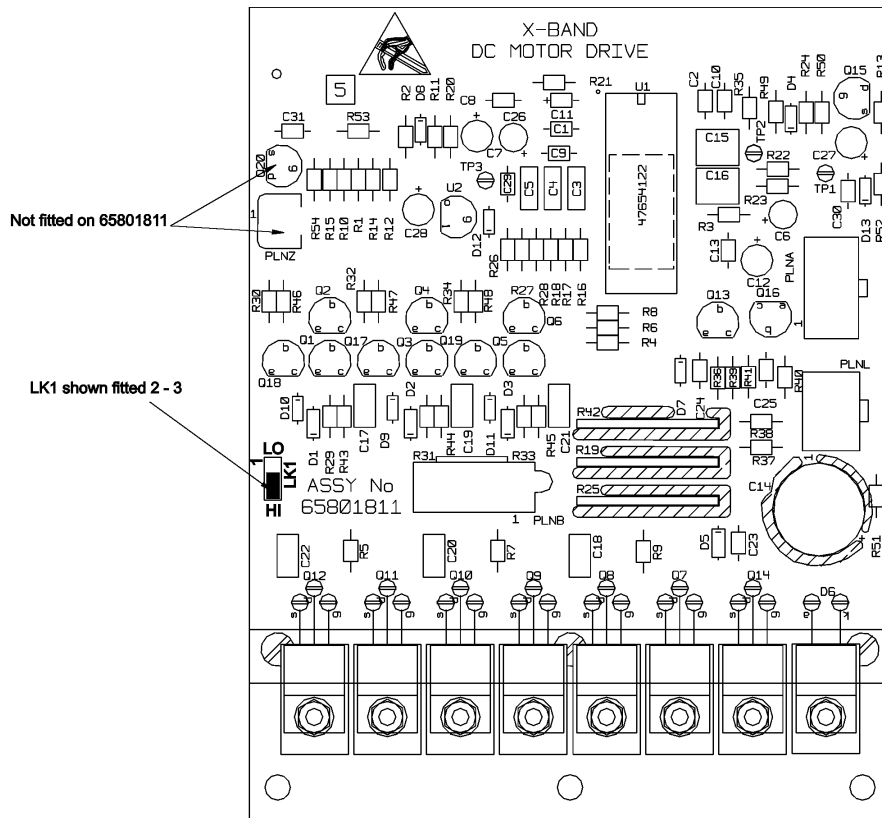 X-BAND
DC MOTOR DRIVE
5
R2
D8
R11
R20
C8
C26
C7
R21
C11
C1
C9
U1
47654122
C2
C10
R35
R49
D4
R24
R50
Q15
R13
s
d
g
TP2
C31
R53
Q20
s
d
g
TP3
U2
C29
C5
C4
C3
C15
C16
R22
R23
C27
TP1
C30
D13
R52
Not fitted on 65801811
1
PLNZ
R54
R15
R10
R1
R14
R12
C28
D12
R26
R28
R18
R17
R16
R3
C13
C6
C12
PLNA
1
R30
R46
Q2
R32
R47
Q4
R34
R48
R27
Q6
R8
R6
R4
Q13
Q16
b
e
c
Q18
Q1
Q17
Q3
Q19
Q5
LK1 shown fitted 2 - 3
D10
D1
R29
R43
C17
D9
D2
R44
C19
D11
D3
R45
C21
D7
C24
R36
R39
R41
R40
PLNL
1
R42
R19
R25
C25
R38
R37
C14
R51
1
LO
LK1
HI
R31
R33
ASSY No
65801811
1
PLNB
C22
R5
C20
R7
C18
R9
D5
C23
Q12
Q11
Q10
Q9
Q8
Q7
Q14
D6
s
g
s
g
s
g
s
g
s
g
s
g
s
g